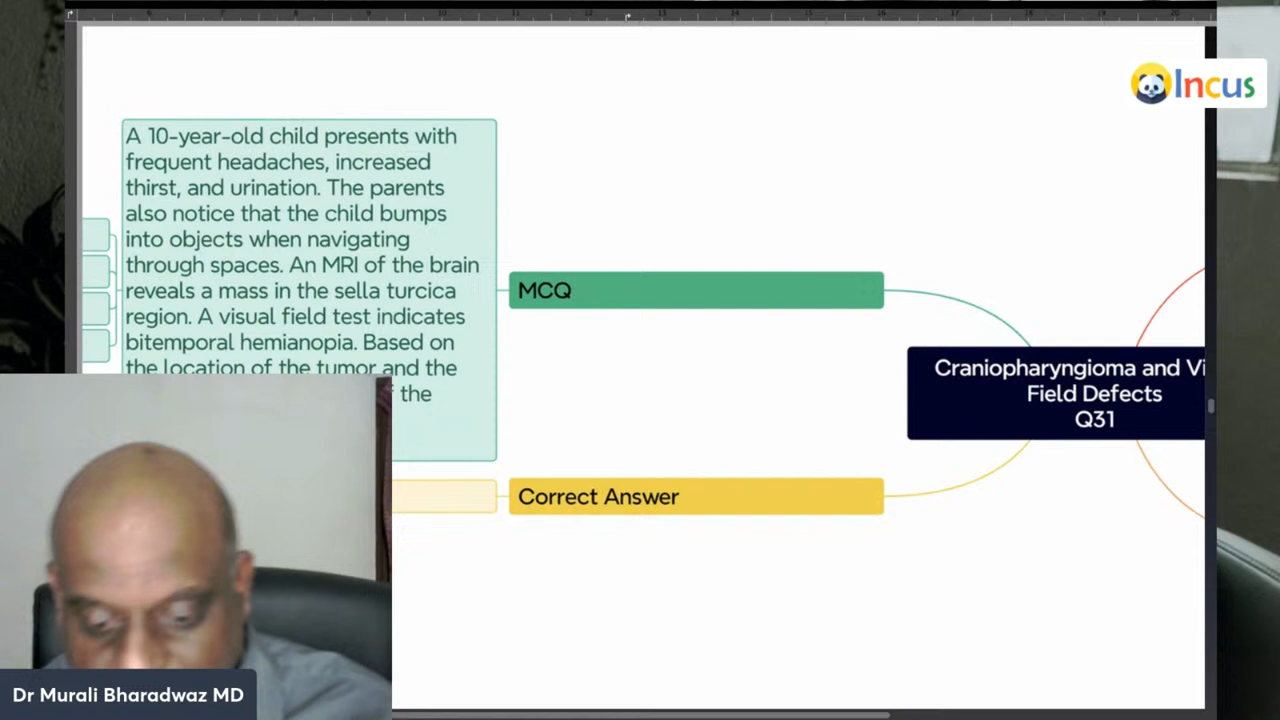 Incus
A 10-year-old child presents with
frequent headaches, increased
thirst, and urination. The parents
also notice that the child bumps
into objects when navigating
through spaces. An MRI of the brain
reveals a mass in the sella turcica
region. A visual field test indicates
bitemporal hemianopia. Based on
the location of the tumor and the
the
MCQ
Craniopharyngioma and Vi
Field Defects
Q31
Correct Answer
Dr Murali Bharadwaz MD